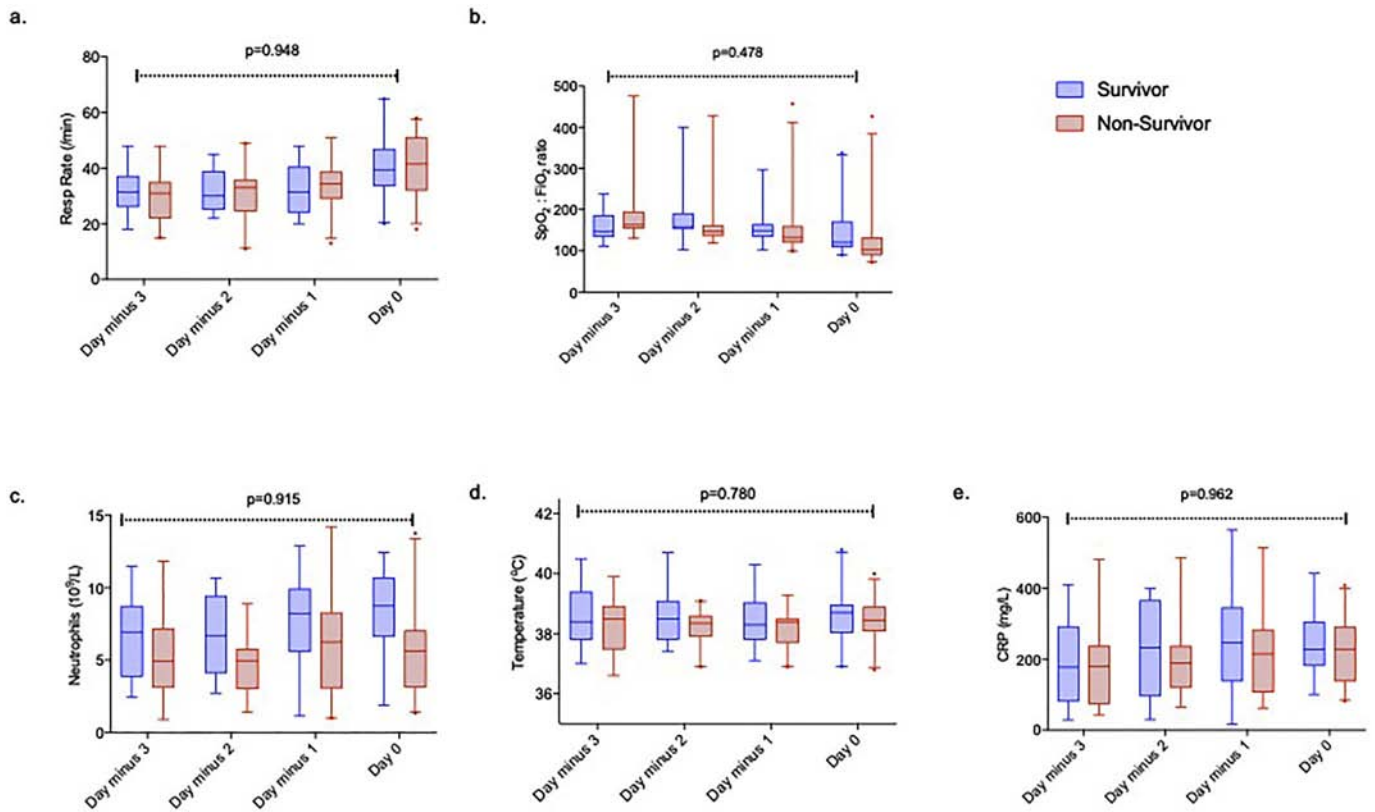 a.
p=0.948
Resp Rate (/min)
80
60
40
20
0
Day minus 3
Day minus 2
Day minus 1
Day 0
b.
p=0.478
SpO₂ : FiO₂ ratio
500
400
300
200
100
0
Day minus 3
Day minus 2
Day minus 1
Day 0
Survivor
Non-Survivor
c.
p=0.915
Neutrophils (10⁹/L)
15
10
5
0
Day minus 3
Day minus 2
Day minus 1
Day 0
d.
p=0.780
Temperature (⁰C)
42
40
38
36
Day minus 3
Day minus 2
Day minus 1
Day 0
e.
p=0.962
CRP (mg/L)
600
400
200
0
Day minus 3
Day minus 2
Day minus 1
Day 0